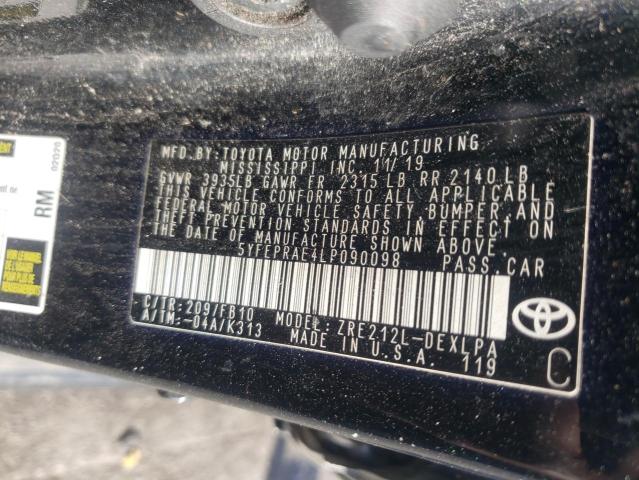 MFD.BY:TOYOTA MOTOR MANUFACTURING
MISSISSIPPI INC. 11/19
GVWR 3935LB GAWR FR 2315 LB RR 2140 LB
THIS VEHICLE CONFORMS TO ALL APPLICABLE
FEDERAL MOTOR VEHICLE SAFETY, BUMPER, AND
THEFT PREVENTION STANDARDS IN EFFECT ON
THE DATE OF MANUFACTURE SHOWN ABOVE.
5YFEPRAE4LP090098 PASS.CAR
C/TR:209/FB10 MODEL: ZRE212L-DEXLPA
A/TM:-04A/K313 MADE IN U.S.A. 119
C
RM
02020